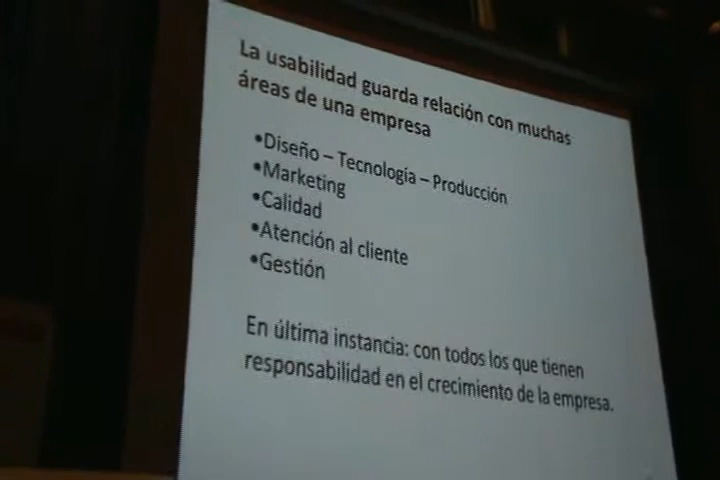 La usabilidad guarda relación con muchas
áreas de una empresa
•Diseño – Tecnología – Producción
•Marketing
•Calidad
•Atención al cliente
•Gestión
En última instancia: con todos los que tienen
responsabilidad en el crecimiento de la empresa.